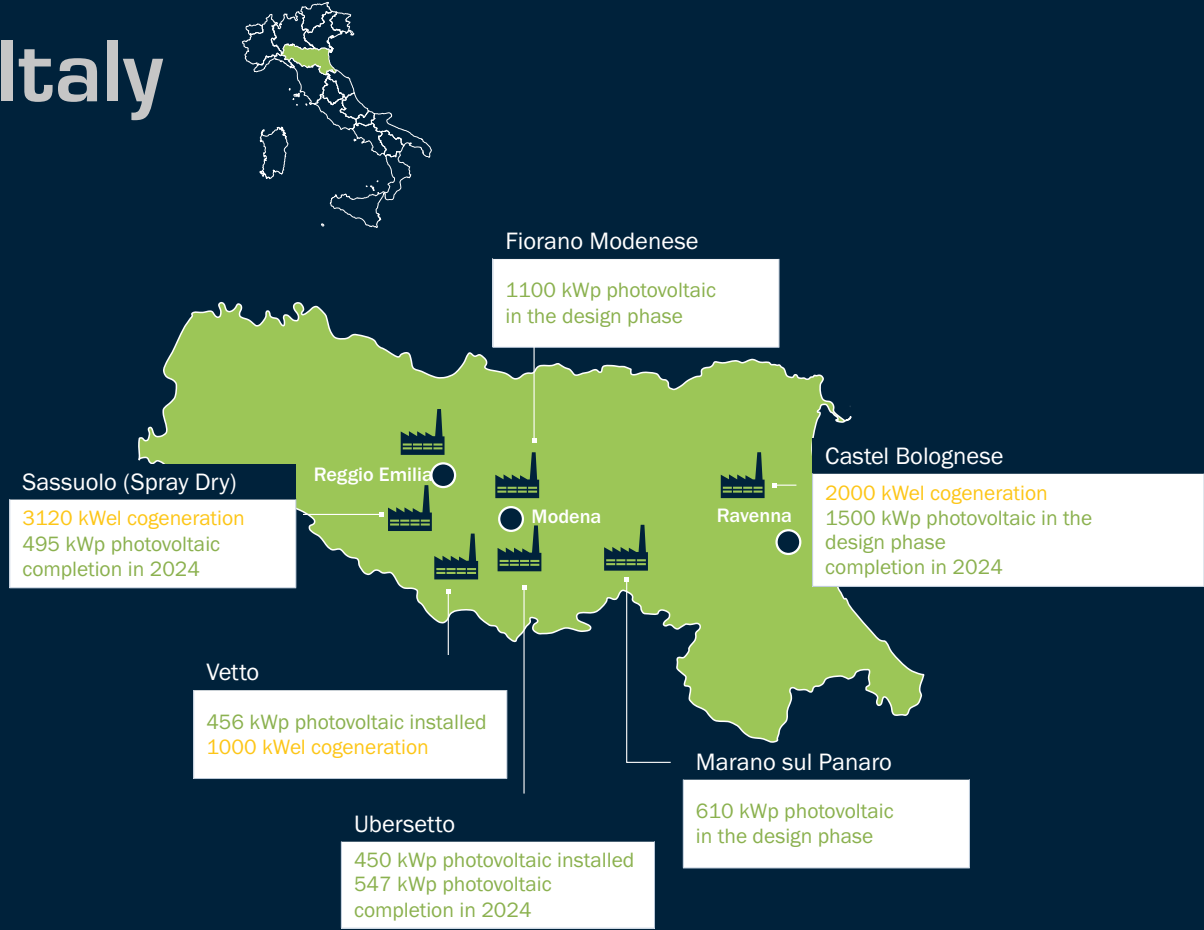 Italy
Fiorano Modenese
1100 kWp photovoltaic
in the design phase
Reggio Emilia
Sassuolo (Spray Dry)
3120 kWel cogeneration
495 kWp photovoltaic
completion in 2024
Modena
Ravenna
Castel Bolognese
2000 kWel cogeneration
1500 kWp photovoltaic in the
design phase
completion in 2024
Vetto
456 kWp photovoltaic installed
1000 kWel cogeneration
Marano sul Panaro
610 kWp photovoltaic
in the design phase
Ubersetto
450 kWp photovoltaic installed
547 kWp photovoltaic
completion in 2024